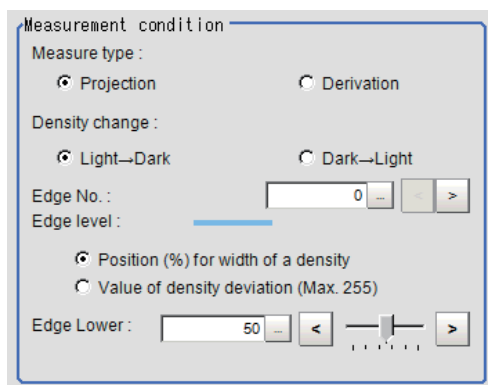 Measurement condition
Measure type :
Projection Derivation
Density change :
Light→Dark Dark→Light
Edge No. : 0 ... < >
Edge level :
Position (%) for width of a density
Value of density deviation (Max. 255)
Edge Lower : 50 ... < >